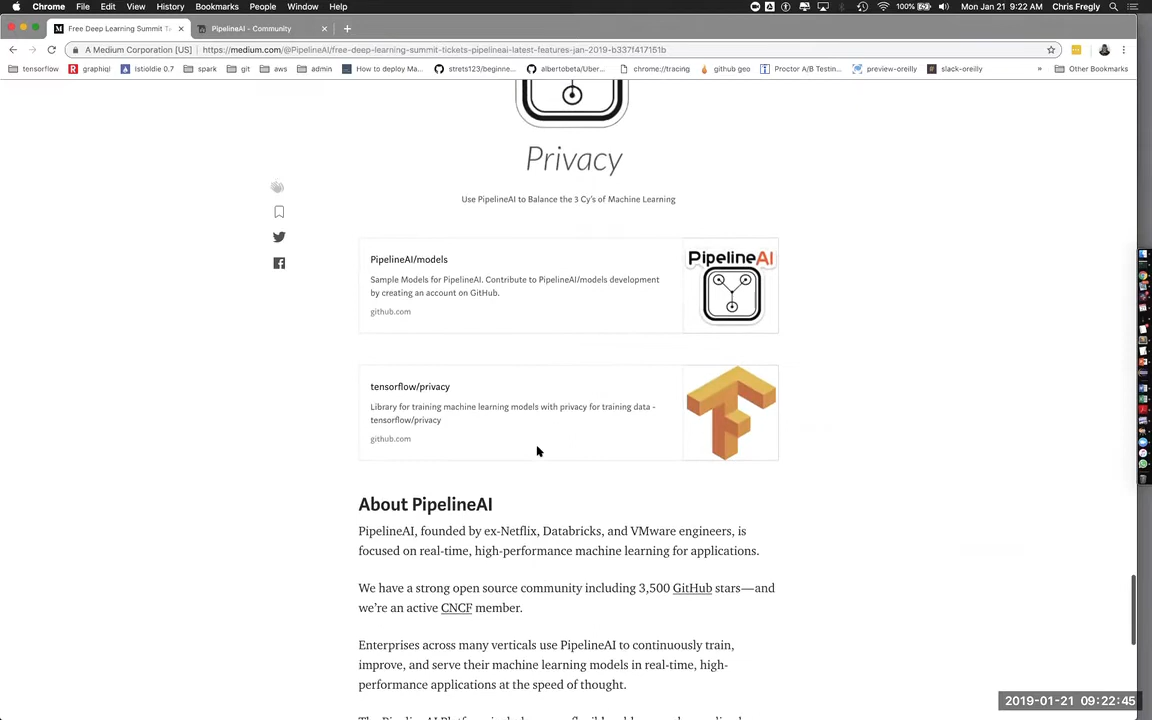 Chrome File Edit View History Bookmarks People Window Help 100% Mon Jan 21 9:22 AM Chris Fregly
Free Deep Learning Summit T PipelineAI - Community
A Medium Corporation [US] https://medium.com/@PipelineAI/free-deep-learning-summit-tickets-pipelineai-latest-features-jan-2019-b337f417151b
tensorflow graphiql istioldie 0.7 spark git aws admin How to deploy Ma... strets123/beginne... albertobeta/Uber... chrome://tracing github geo Proctor A/B Testin... preview-oreilly slack-oreilly » Other Bookmarks
Privacy
Use PipelineAI to Balance the 3 Cy's of Machine Learning
PipelineAI/models
Sample Models for PipelineAI. Contribute to PipelineAI/models development
by creating an account on GitHub.
github.com
PipelineAI
tensorflow/privacy
Library for training machine learning models with privacy for training data -
tensorflow/privacy
github.com
About PipelineAI
PipelineAI, founded by ex-Netflix, Databricks, and VMware engineers, is
focused on real-time, high-performance machine learning for applications.
We have a strong open source community including 3,500 GitHub stars — and
we're an active CNCF member.
Enterprises across many verticals use PipelineAI to continuously train,
improve, and serve their machine learning models in real-time, high-
performance applications at the speed of thought.
2019-01-21 09:22:45